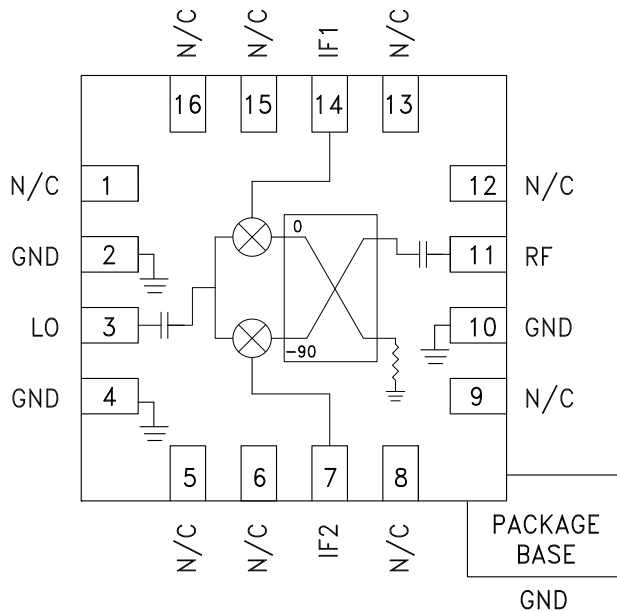 N/C N/C IF1 N/C
16 15 14 13
N/C 1 12 N/C
0
GND 2 11 RF
LO 3 10 GND
-90
GND 4 9 N/C
5 6 7 8
N/C N/C IF2 N/C
PACKAGE
BASE
GND